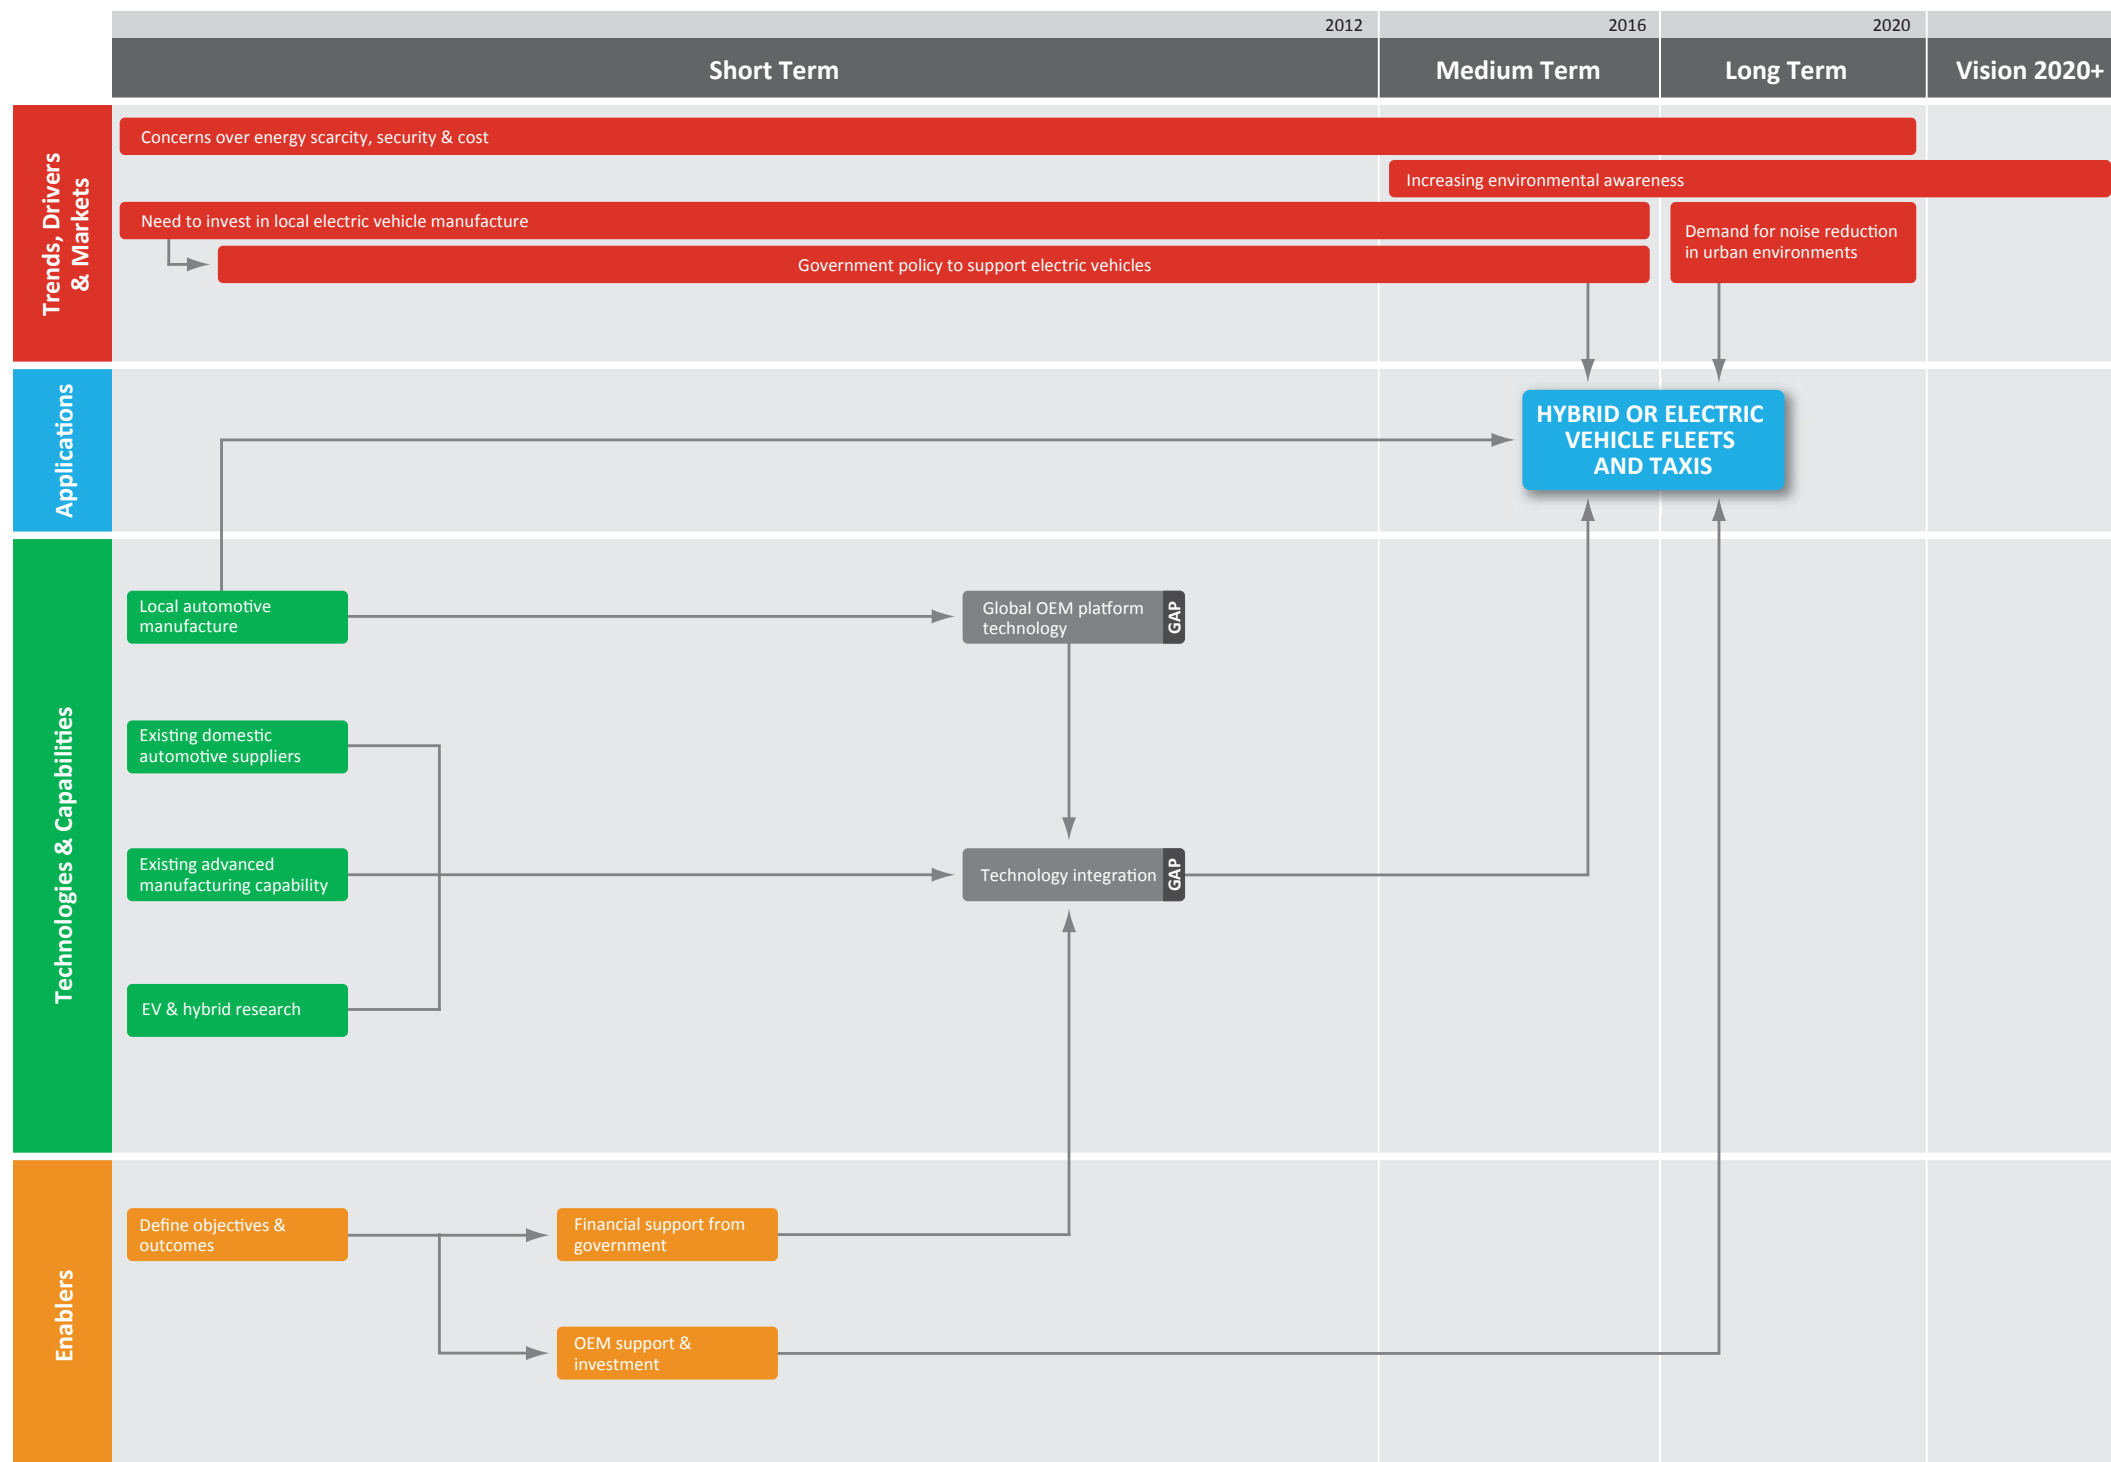 2012
2016
2020
Short Term
Medium Term
Long Term
Vision 2020+
Trends, Drivers
& Markets
Concerns over energy scarcity, security & cost
Increasing environmental awareness
Need to invest in local electric vehicle manufacture
Demand for noise reduction
in urban environments
Government policy to support electric vehicles
Applications
HYBRID OR ELECTRIC
VEHICLE FLEETS
AND TAXIS
Technologies & Capabilities
Local automotive
manufacture
Global OEM platform
technology
GAP
Existing domestic
automotive suppliers
Existing advanced
manufacturing capability
Technology integration
GAP
EV & hybrid research
Enablers
Define objectives &
outcomes
Financial support from
government
OEM support &
investment